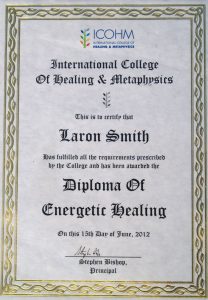 ICOHM
INTERNATIONAL COLLEGE OF
HEALING & METAPHYSICS
International College
Of Healing & Metaphysics
This is to certify that
Laron Smith
Has fulfilled all the requirements prescribed
by the College and has been awarded the
Diploma Of
Energetic Healing
On this 15th Day of June, 2012
Stephen Bishop,
Principal